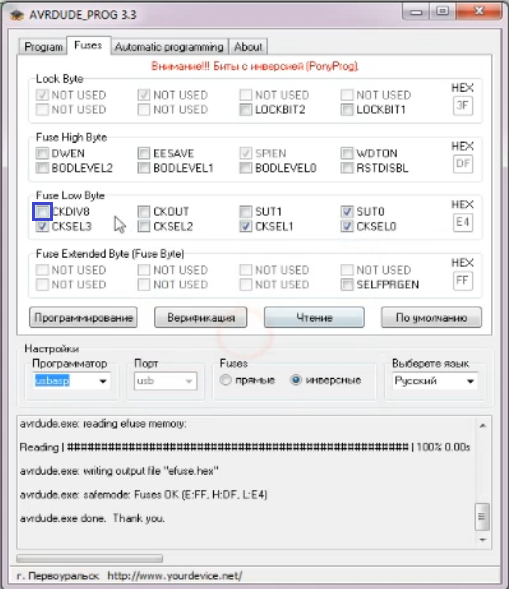 AVRDUDE_PROG 3.3
Program Fuses Automatic programming About
Внимание!!! Биты с инверсией (PonyProg).
Lock Byte
HEX
NOT USED NOT USED NOT USED NOT USED
3F
NOT USED NOT USED LOCKBIT2 LOCKBIT1
Fuse High Byte
HEX
DWEN EESAVE SPIEN WDTON
DF
BODLEVEL2 BODLEVEL1 BODLEVEL0 RSTDISBL
Fuse Low Byte
HEX
CKDIV8 CKOUT SUT1 SUT0
E4
CKSEL3 CKSEL2 CKSEL1 CKSEL0
Fuse Extended Byte (Fuse Byte)
HEX
NOT USED NOT USED NOT USED NOT USED
FF
NOT USED NOT USED NOT USED SELFPRGEN
Программирование Верификация Чтение По умолчанию
Настройки
Программатор Порт Fuses Выберете язык
usbasp usb прямые инверсные Русский
avrdude.exe: reading efuse memory:
Reading | ################################################## | 100% 0.00s
avrdude.exe: writing output file "efuse.hex"
avrdude.exe: safemode: Fuses OK (E:FF, H:DF, L:E4)
avrdude.exe done. Thank you.
г. Первоуральск http://www.yourdevice.net/